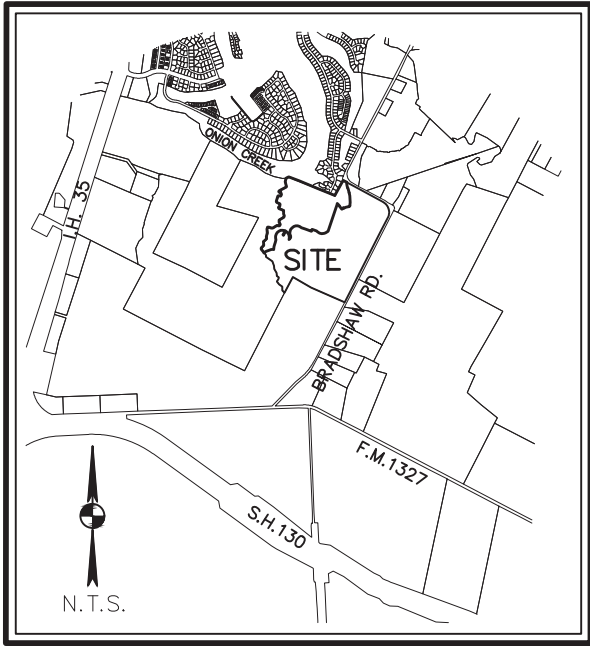 ONION CREEK
I.H. 35
SITE
BRADSHAW RD.
F.M.1327
S.H.130
N.T.S.